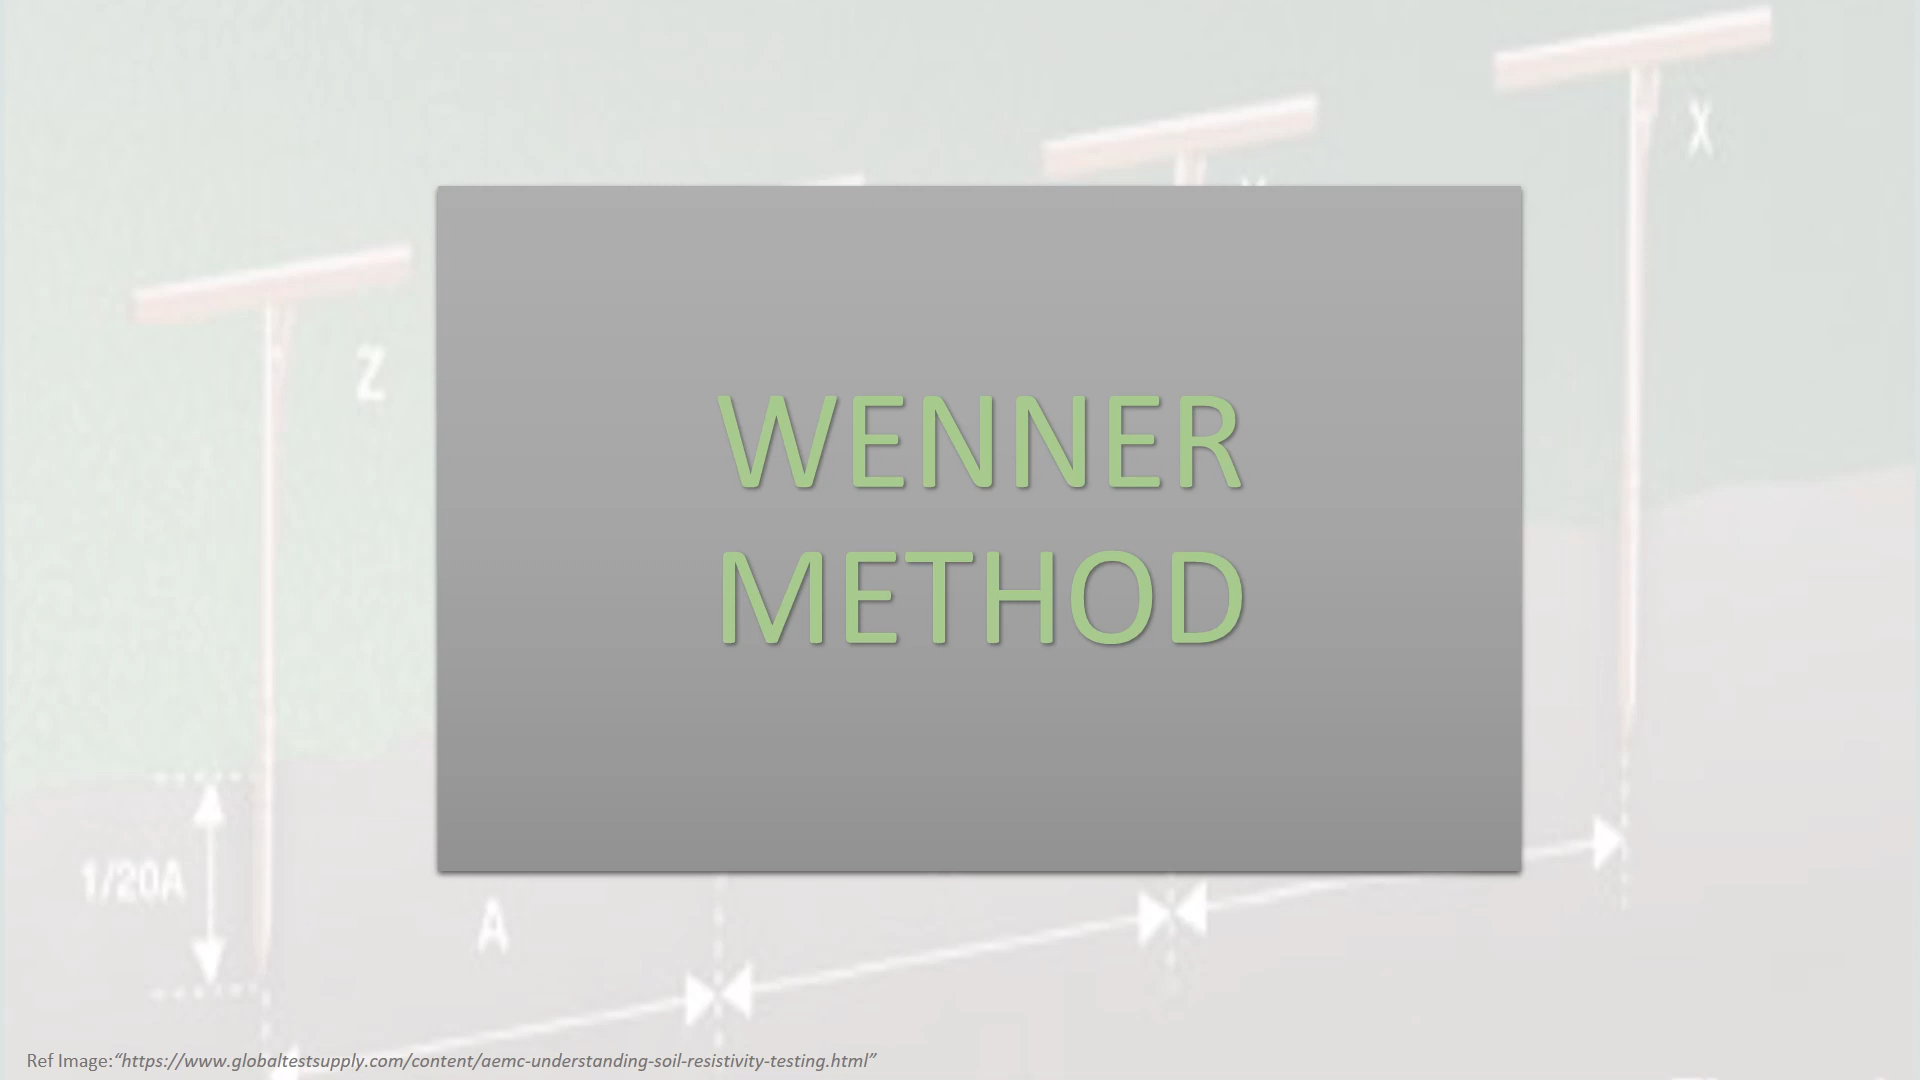 X
Z
WENNER
METHOD
1/20A
A
Ref Image:“https://www.globaltestsupply.com/content/aemc-understanding-soil-resistivity-testing.html”